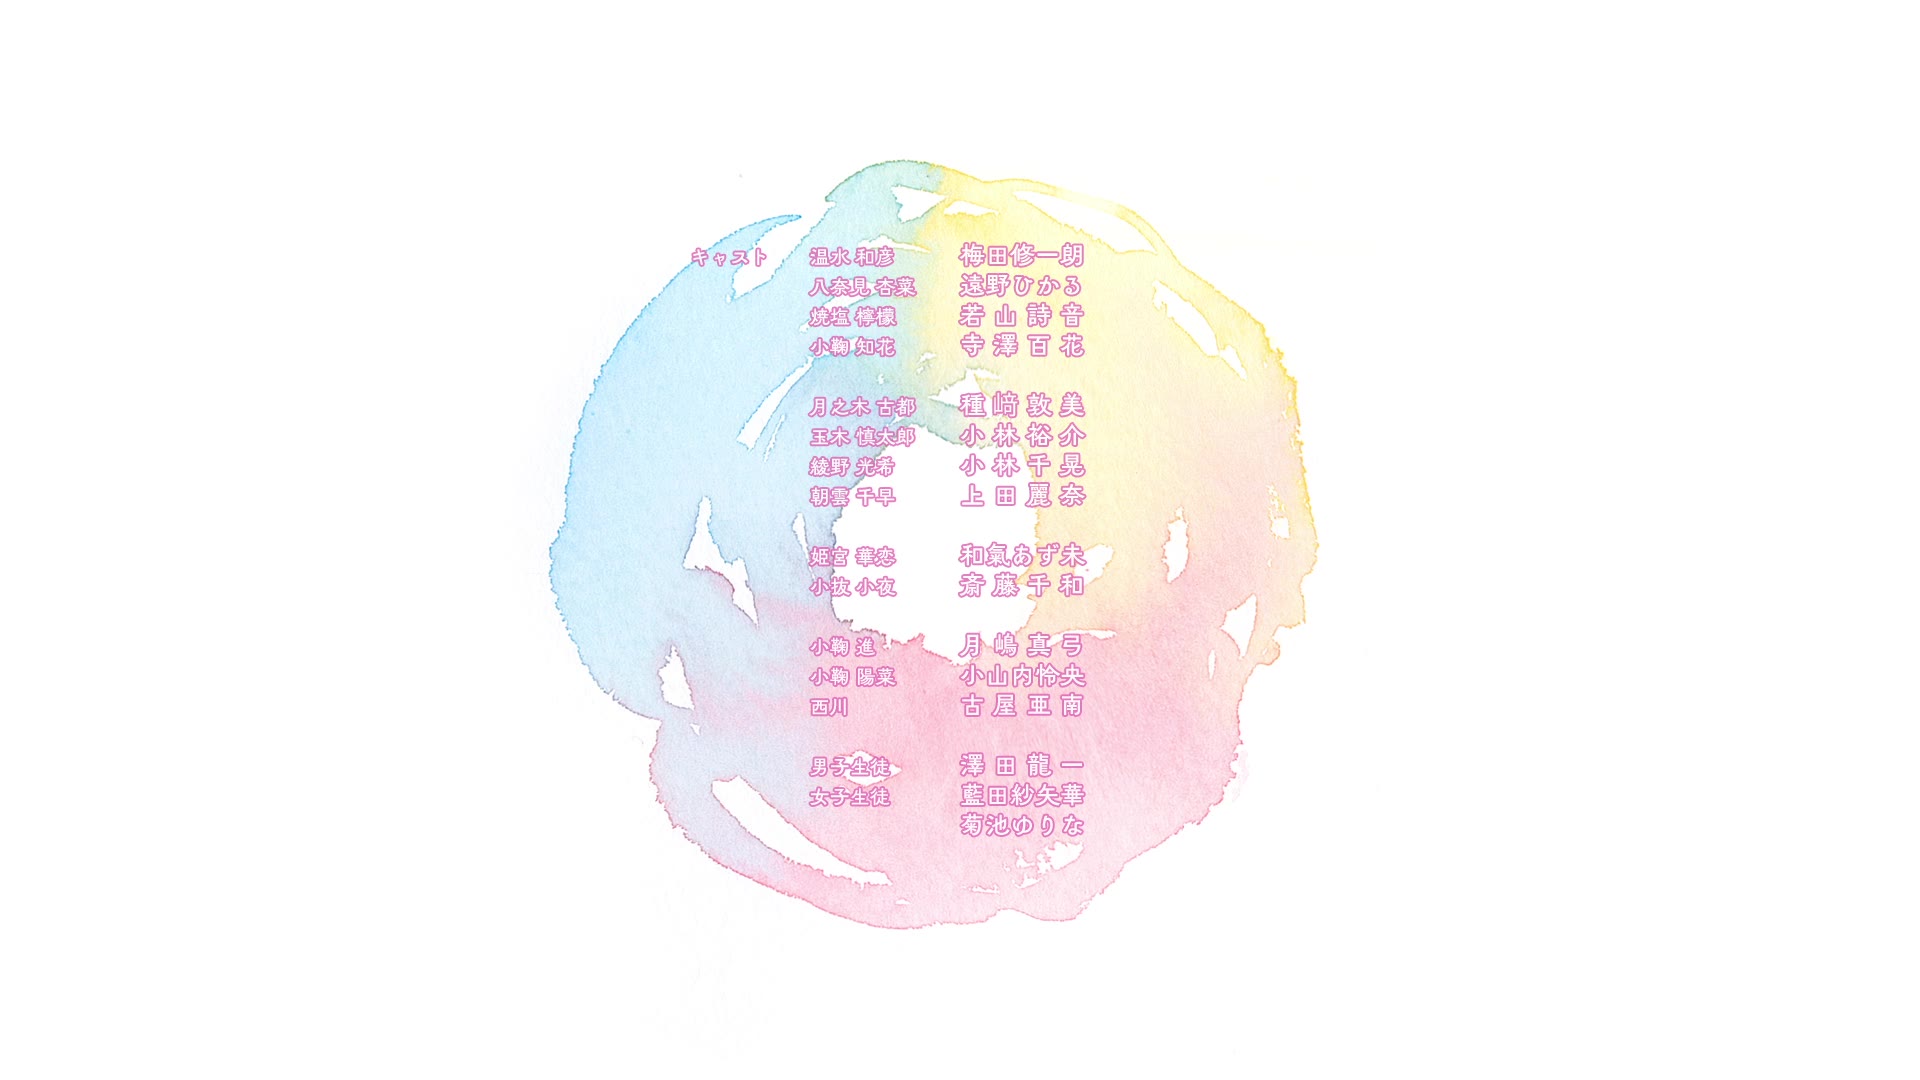 キャスト 温水 和彦 梅田修一朗
八奈見 杏菜 遠野ひかる
焼塩 檸檬 若山詩音
小鞠 知花 寺澤百花
月之木 古都 種﨑敦美
玉木 慎太郎 小林裕介
綾野 光希 小林千晃
朝雲 千早 上田麗奈
姫宮 華恋 和氣あず未
小抜 小夜 斎藤千和
小鞠 進 月嶋真弓
小鞠 陽菜 小山内怜央
西川 古屋亜南
男子生徒 澤田龍一
女子生徒 藍田紗矢華
菊池ゆりな